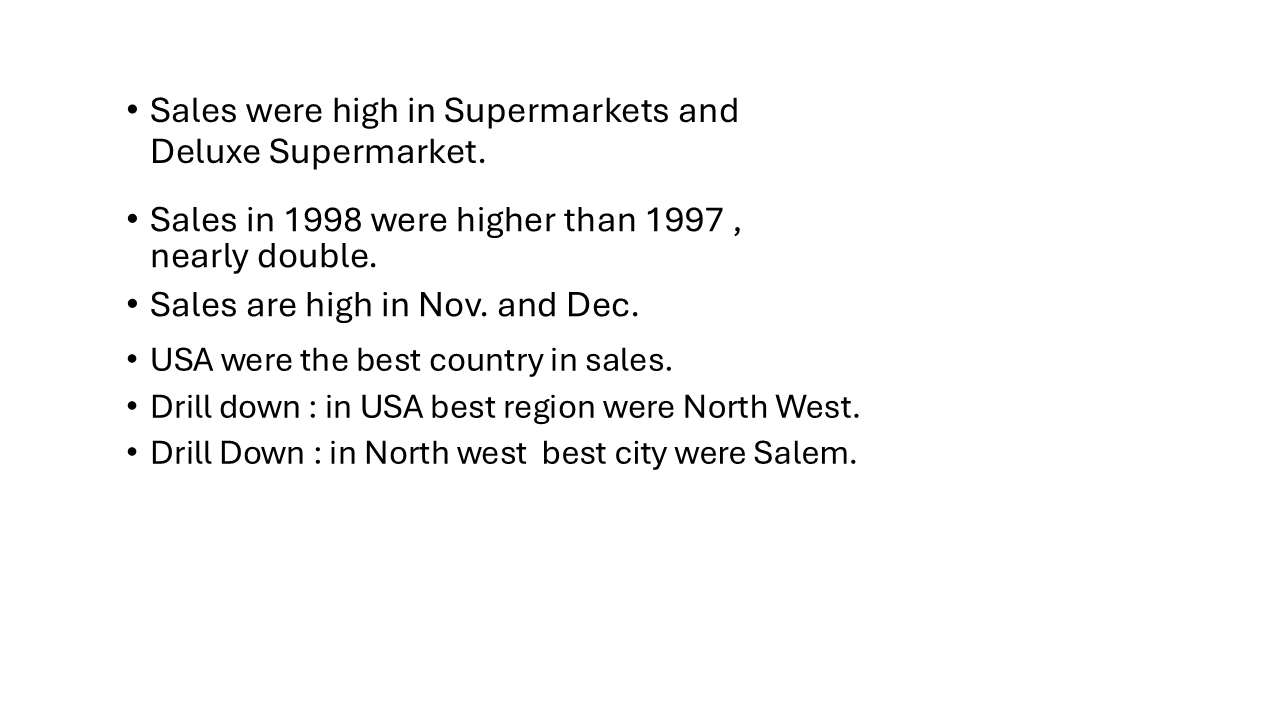 • Sales were high in Supermarkets and
Deluxe Supermarket.
• Sales in 1998 were higher than 1997 ,
nearly double.
• Sales are high in Nov. and Dec.
• USA were the best country in sales.
• Drill down : in USA best region were North West.
• Drill Down : in North west  best city were Salem.